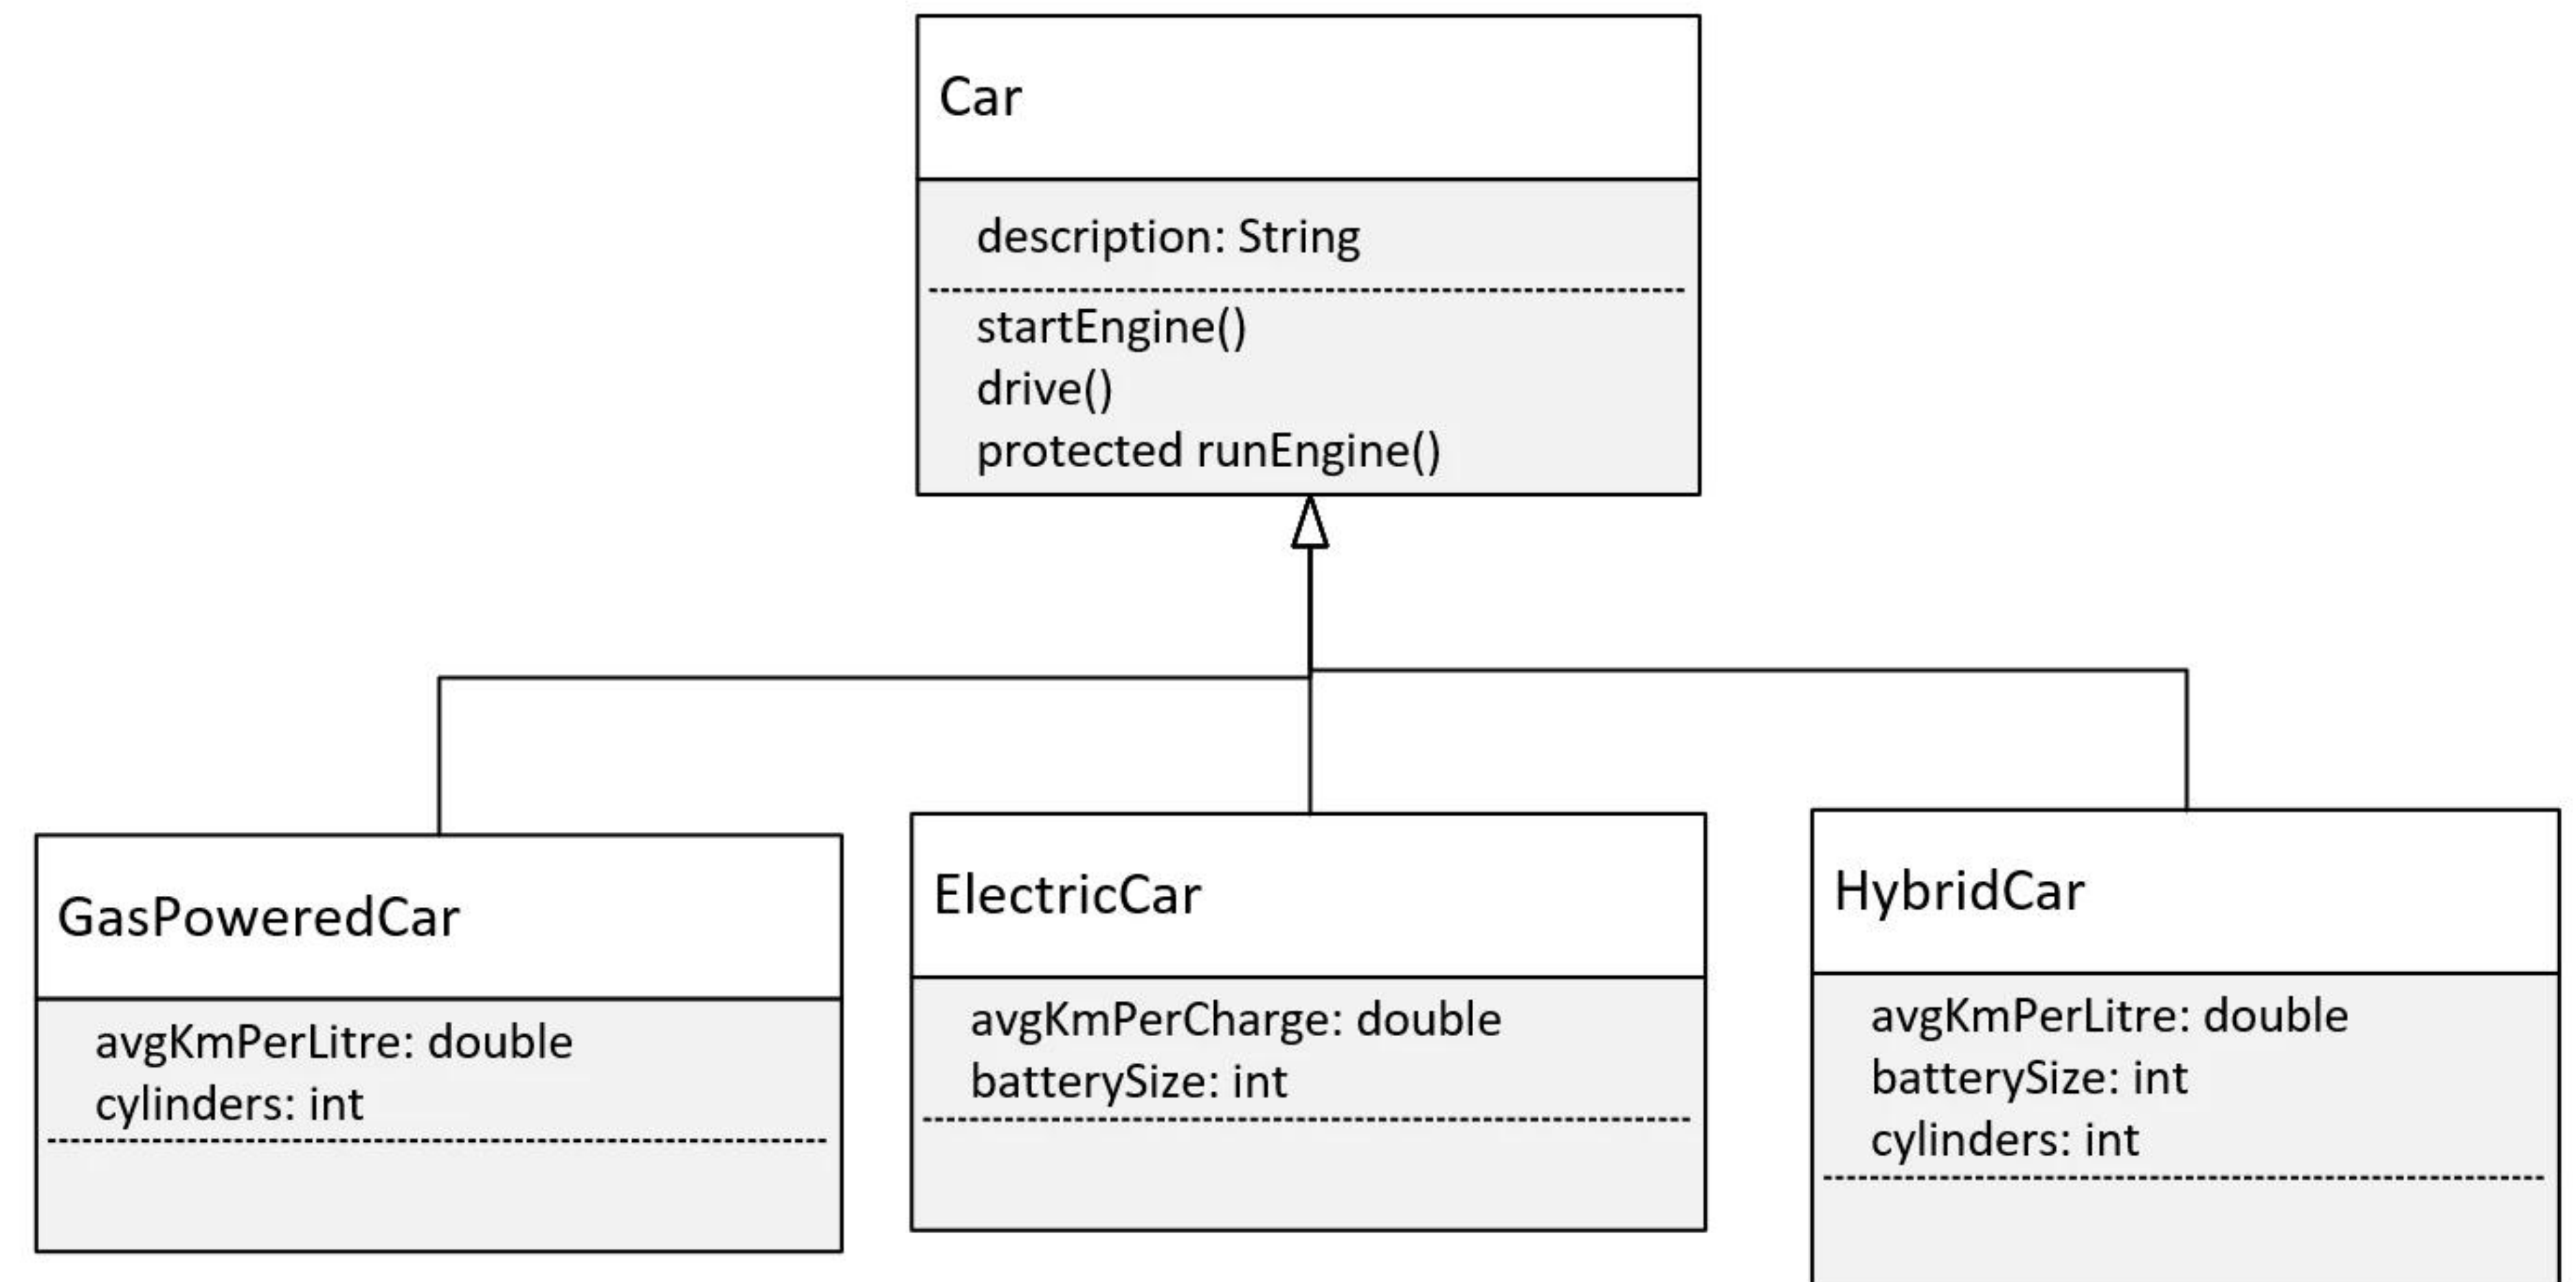 Car
description: String
startEngine()
drive()
protected runEngine()
GasPoweredCar
avgKmPerLitre: double
cylinders: int
ElectricCar
avgKmPerCharge: double
batterySize: int
HybridCar
avgKmPerLitre: double
batterySize: int
cylinders: int